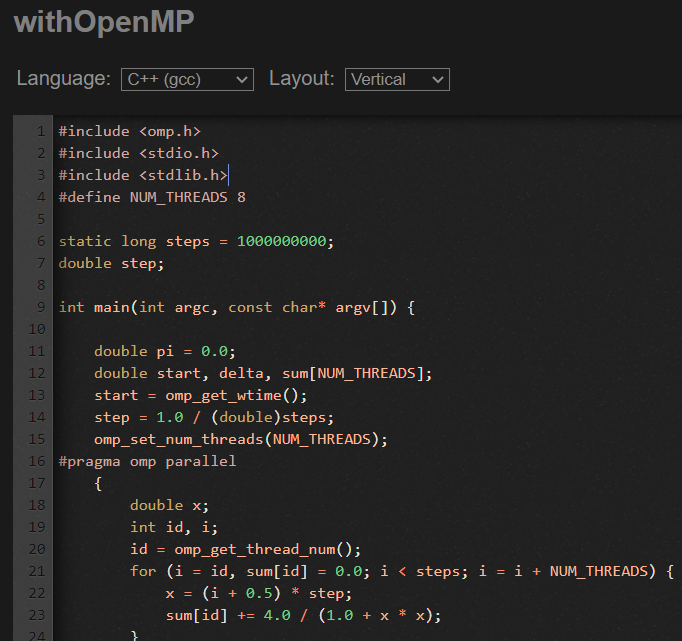 withOpenMP
Language: C++ (gcc) Layout: Vertical
1 #include <omp.h>
2 #include <stdio.h>
3 #include <stdlib.h>
4 #define NUM_THREADS 8
5
6 static long steps = 1000000000;
7 double step;
8
9 int main(int argc, const char* argv[]) {
10
11     double pi = 0.0;
12     double start, delta, sum[NUM_THREADS];
13     start = omp_get_wtime();
14     step = 1.0 / (double)steps;
15     omp_set_num_threads(NUM_THREADS);
16 #pragma omp parallel
17     {
18         double x;
19         int id, i;
20         id = omp_get_thread_num();
21         for (i = id, sum[id] = 0.0; i < steps; i = i + NUM_THREADS) {
22             x = (i + 0.5) * step;
23             sum[id] += 4.0 / (1.0 + x * x);
24         }